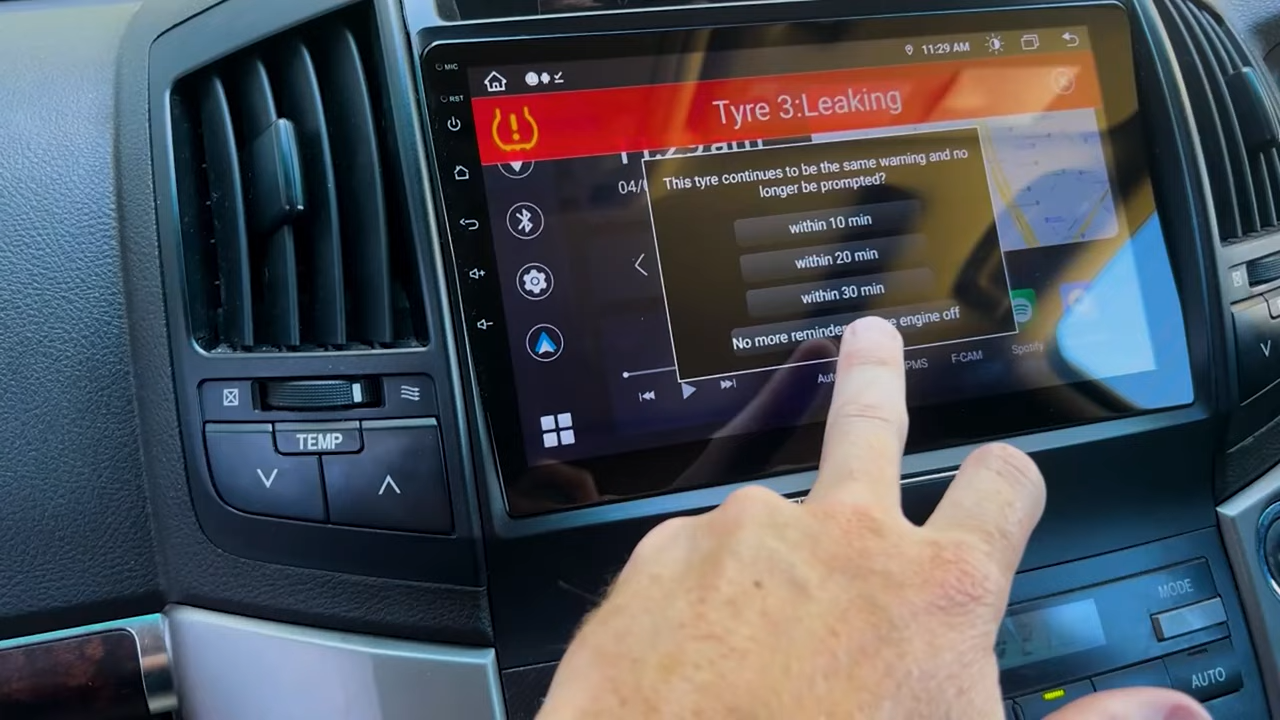 MIC
11:29 AM
RST
Tyre 3:Leaking
04/
This tyre continues to be the same warning and no
longer be prompted?
within 10 min
within 20 min
within 30 min
No more reminder engine off
F-CAM
Spotify
TEMP
MODE
AUTO